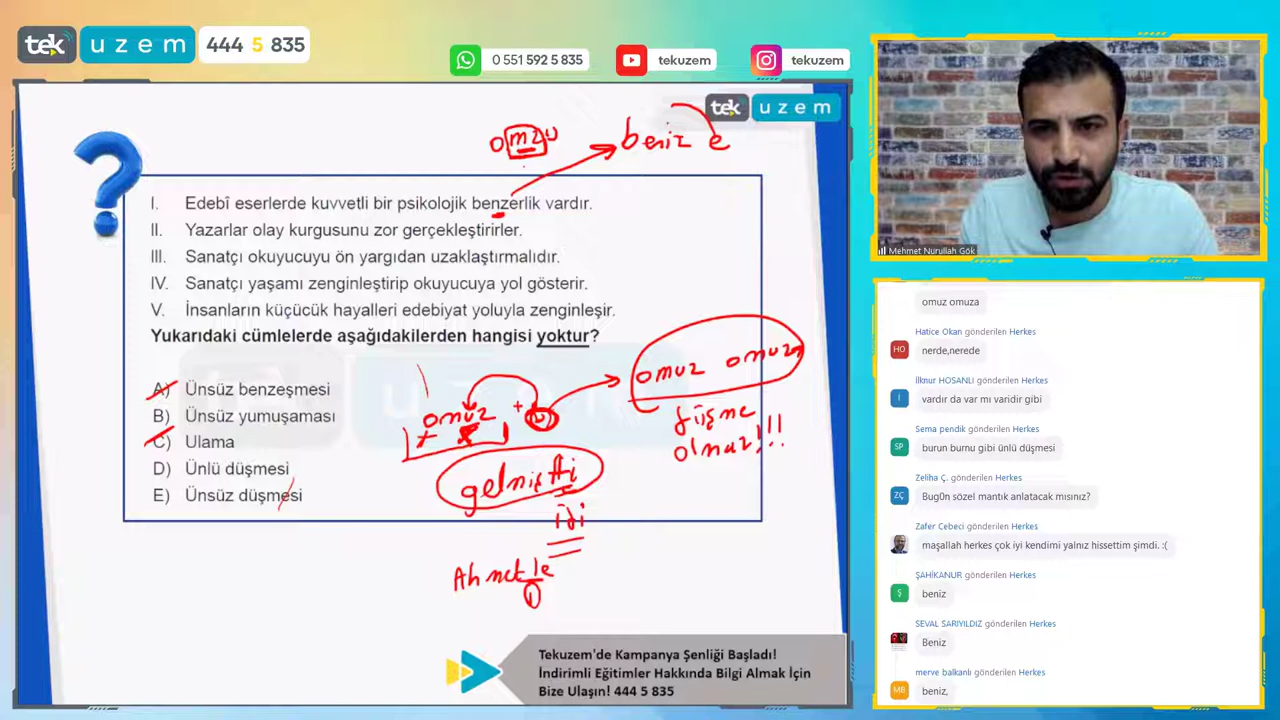 tek uzem 444 5 835
0 551 592 5 835
tekuzem
tekuzem
tek uzem
omzu
beniz e
I. Edebî eserlerde kuvvetli bir psikolojik benzerlik vardır.
II. Yazarlar olay kurgusunu zor gerçekleştirirler.
III. Sanatçı okuyucuyu ön yargıdan uzaklaştırmalıdır.
IV. Sanatçı yaşamı zenginleştirip okuyucuya yol gösterir.
V. İnsanların küçücük hayalleri edebiyat yoluyla zenginleşir.
Yukarıdaki cümlelerde aşağıdakilerden hangisi yoktur?
A) Ünsüz benzeşmesi
B) Ünsüz yumuşaması
C) Ulama
D) Ünlü düşmesi
E) Ünsüz düşmesi
omuz + u
omuz omuza
düşme
olmaz!!!
gelmişti
idi
Ahmetle
Tekuzem'de Kampanya Şenliği Başladı!
İndirimli Eğitimler Hakkında Bilgi Almak İçin
Bize Ulaşın! 444 5 835
Mehmet Nurullah Gök
omuz omuza
Hatice Okan gönderilen Herkes
HO
nerde,nerede
İlknur HOSANLI gönderilen Herkes
İ
vardır da var mı varidir gibi
Sema pendik gönderilen Herkes
SP
burun burnu gibi ünlü düşmesi
Zeliha Ç. gönderilen Herkes
ZÇ
Bug0n sözel mantık anlatacak mısınız?
Zafer Cebeci gönderilen Herkes
maşallah herkes çok iyi kendimi yalnız hissettim şimdi. :(
ŞAHİKANUR gönderilen Herkes
Ş
beniz
SEVAL SARIYILDIZ gönderilen Herkes
Beniz
merve balkanlı gönderilen Herkes
MB
beniz,